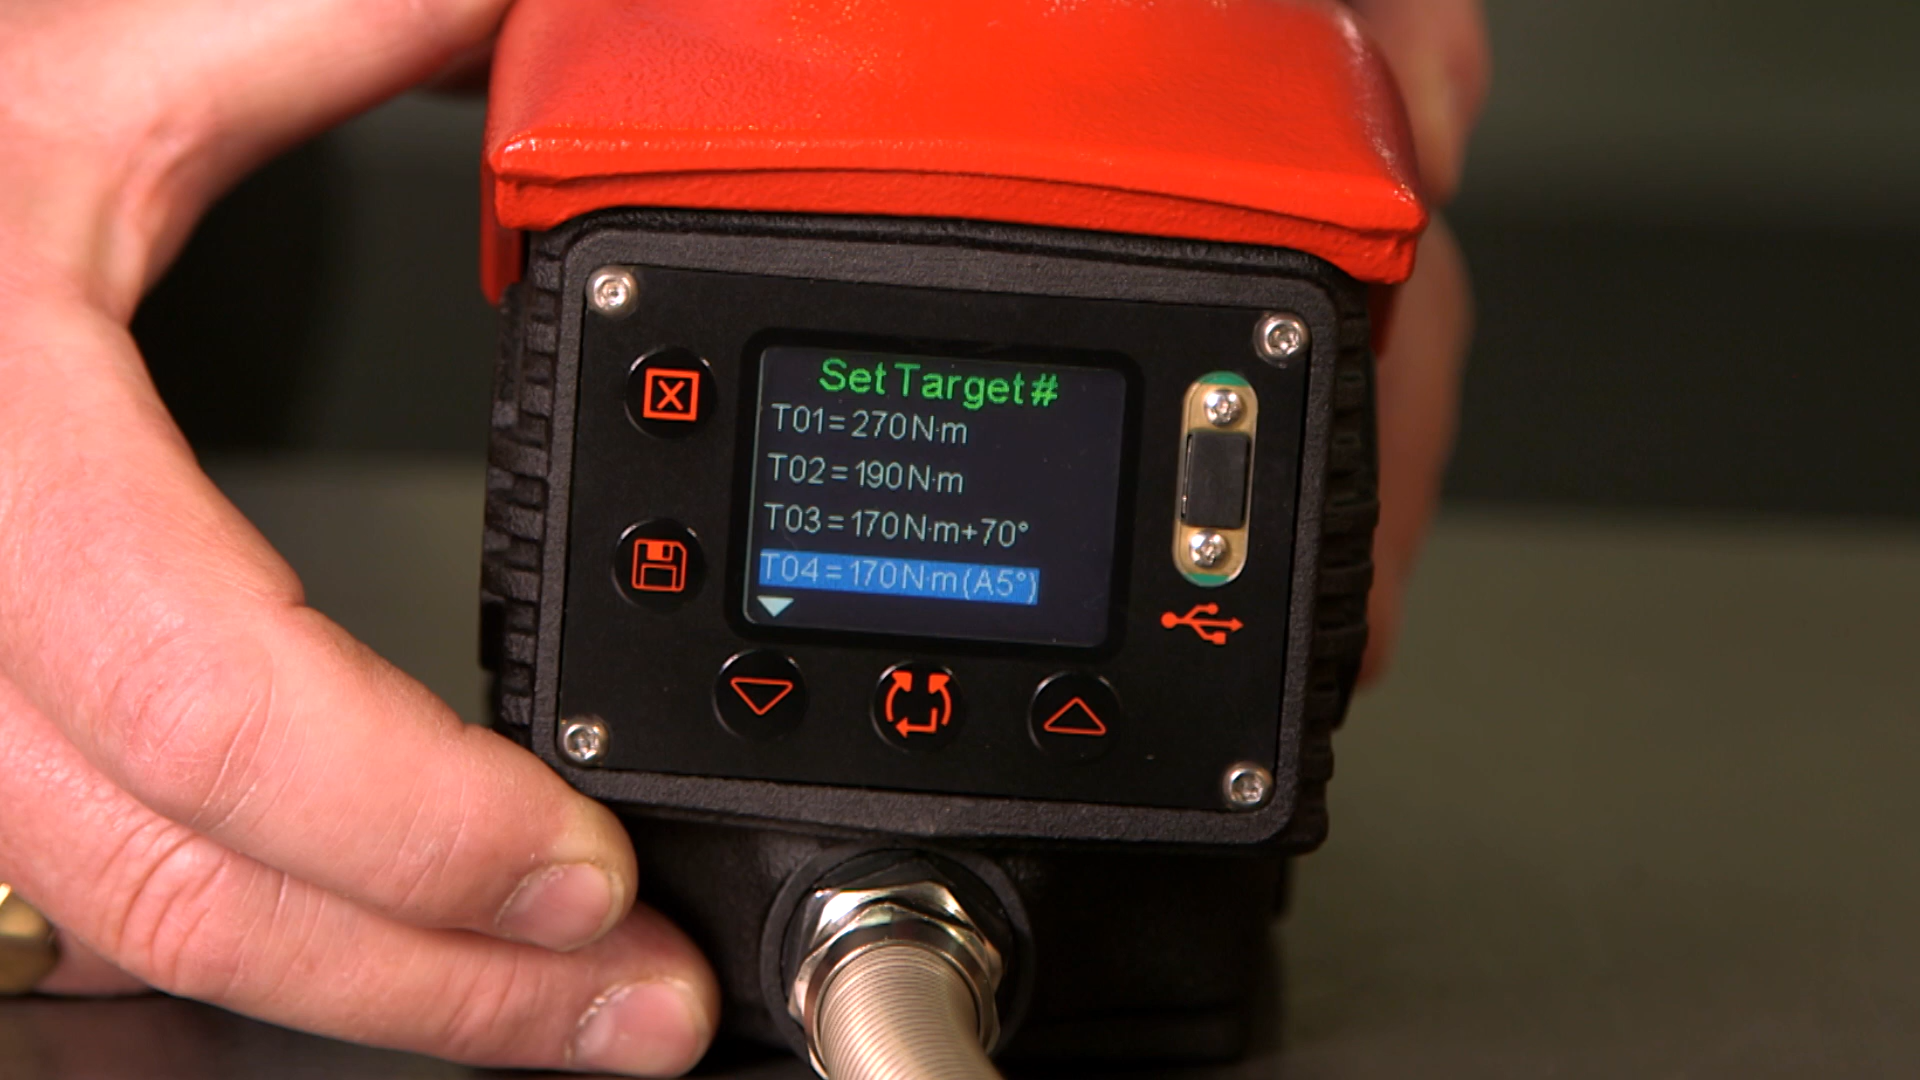 Set Target #
T01=270N·m
T02=190N·m
T03=170N·m+70°
T04=170N·m(A5°)